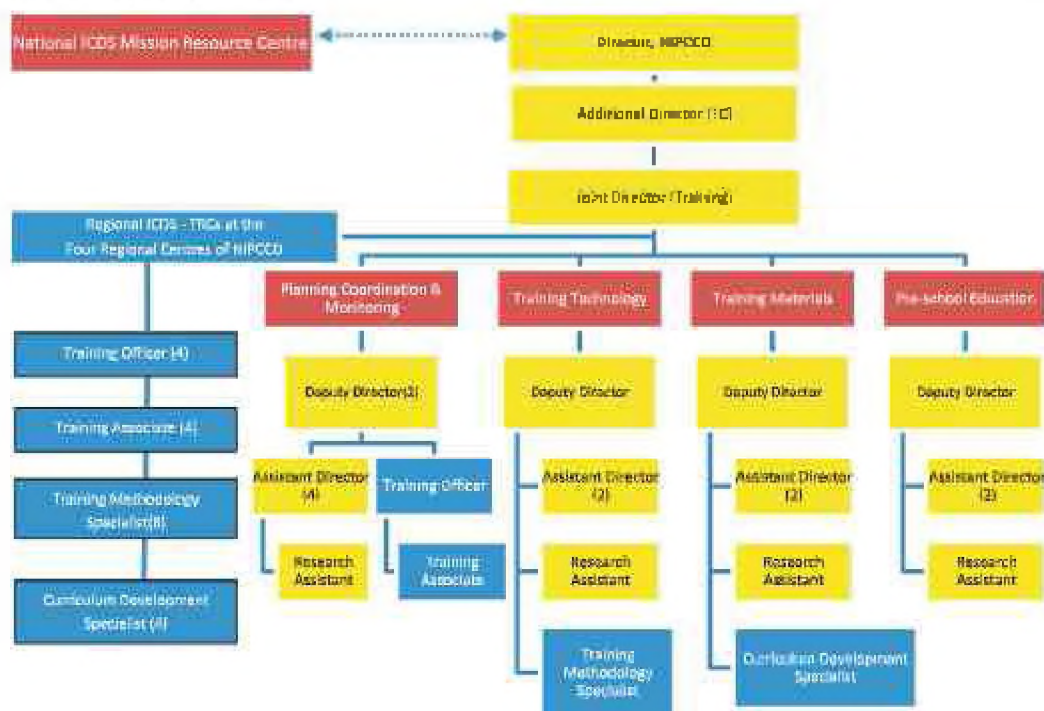 National ICDS Mission Resource Centre
Director, NIPCCD
Additional Director (TC)
Joint Director (Training)
Regional ICDS - TRCs at the
Four Regional Centres of NIPCCD
Planning Coordination &
Monitoring
Training Technology
Training Materials
Pre-school Education
Training Officer (4)
Training Associate (4)
Training Methodology
Specialist(8)
Curriculum Development
Specialist (4)
Deputy Director
Deputy Director
Deputy Director
Deputy Director
Assistant Director
(4)
Training Officer
Assistant Director
(2)
Assistant Director
(2)
Assistant Director
(2)
Research
Assistant
Training
Associate
Research
Assistant
Research
Assistant
Research
Assistant
Training
Methodology
Specialist
Curriculum Development
Specialist